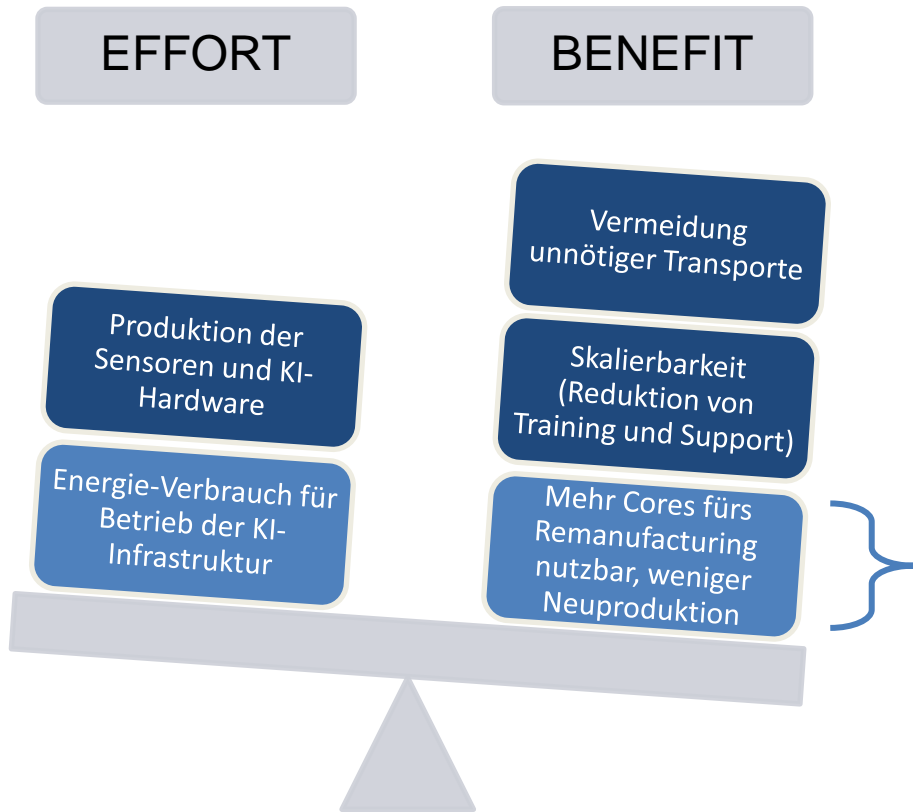 EFFORT
BENEFIT
Vermeidung
unnötiger Transporte
Produktion der
Sensoren und KI-
Hardware
Skalierbarkeit
(Reduktion von
Training und Support)
Energie-Verbrauch für
Betrieb der KI-
Infrastruktur
Mehr Cores fürs
Remanufacturing
nutzbar, weniger
Neuproduktion